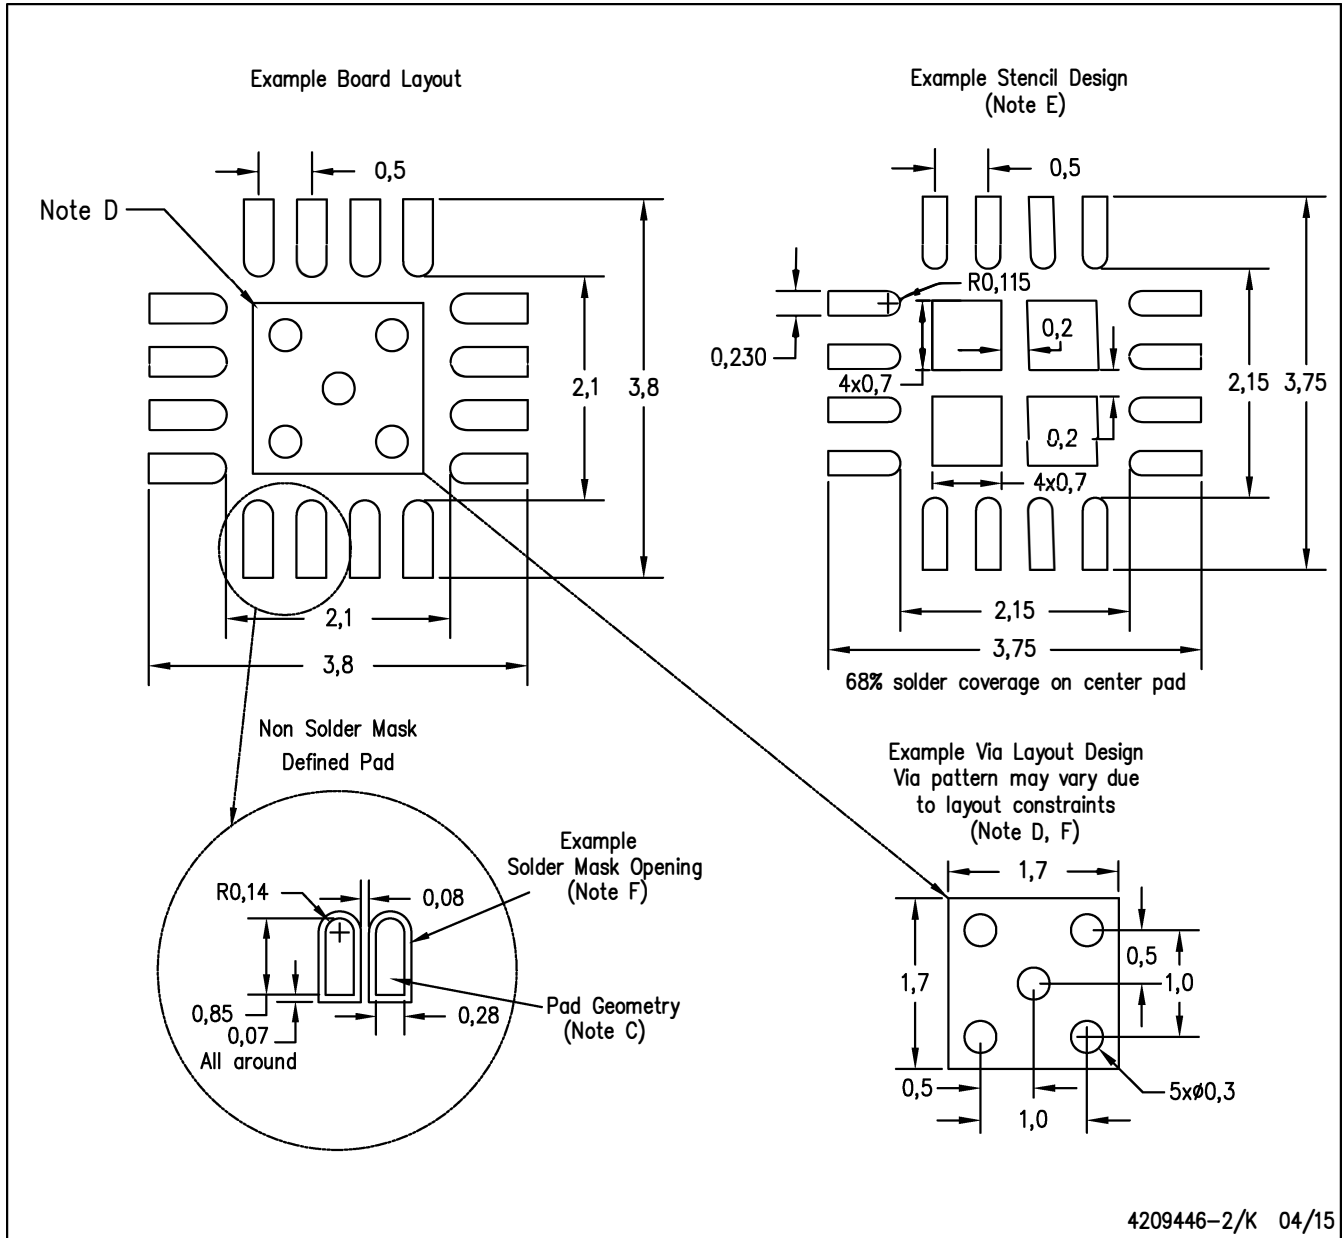 Example Board Layout
Example Stencil Design
(Note E)
0,5
0,5
Note D
R0,115
0,230
0,2
4x0,7
2,1
3,8
2,15
3,75
0,2
4x0,7
2,1
2,15
3,8
3,75
68% solder coverage on center pad
Non Solder Mask
Defined Pad
Example Via Layout Design
Via pattern may vary due
to layout constraints
(Note D, F)
Example
Solder Mask Opening
(Note F)
R0,14
0,08
0,85
0,07
All around
0,28
Pad Geometry
(Note C)
1,7
1,7
0,5
1,0
0,5
1,0
5xø0,3
4209446-2/K 04/15